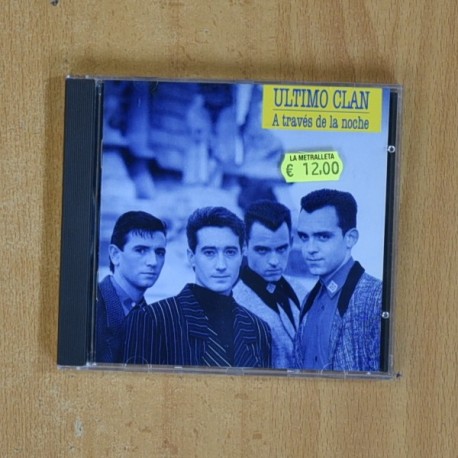 ULTIMO CLAN
A través de la noche
LA METRALLETA
€ 12,00